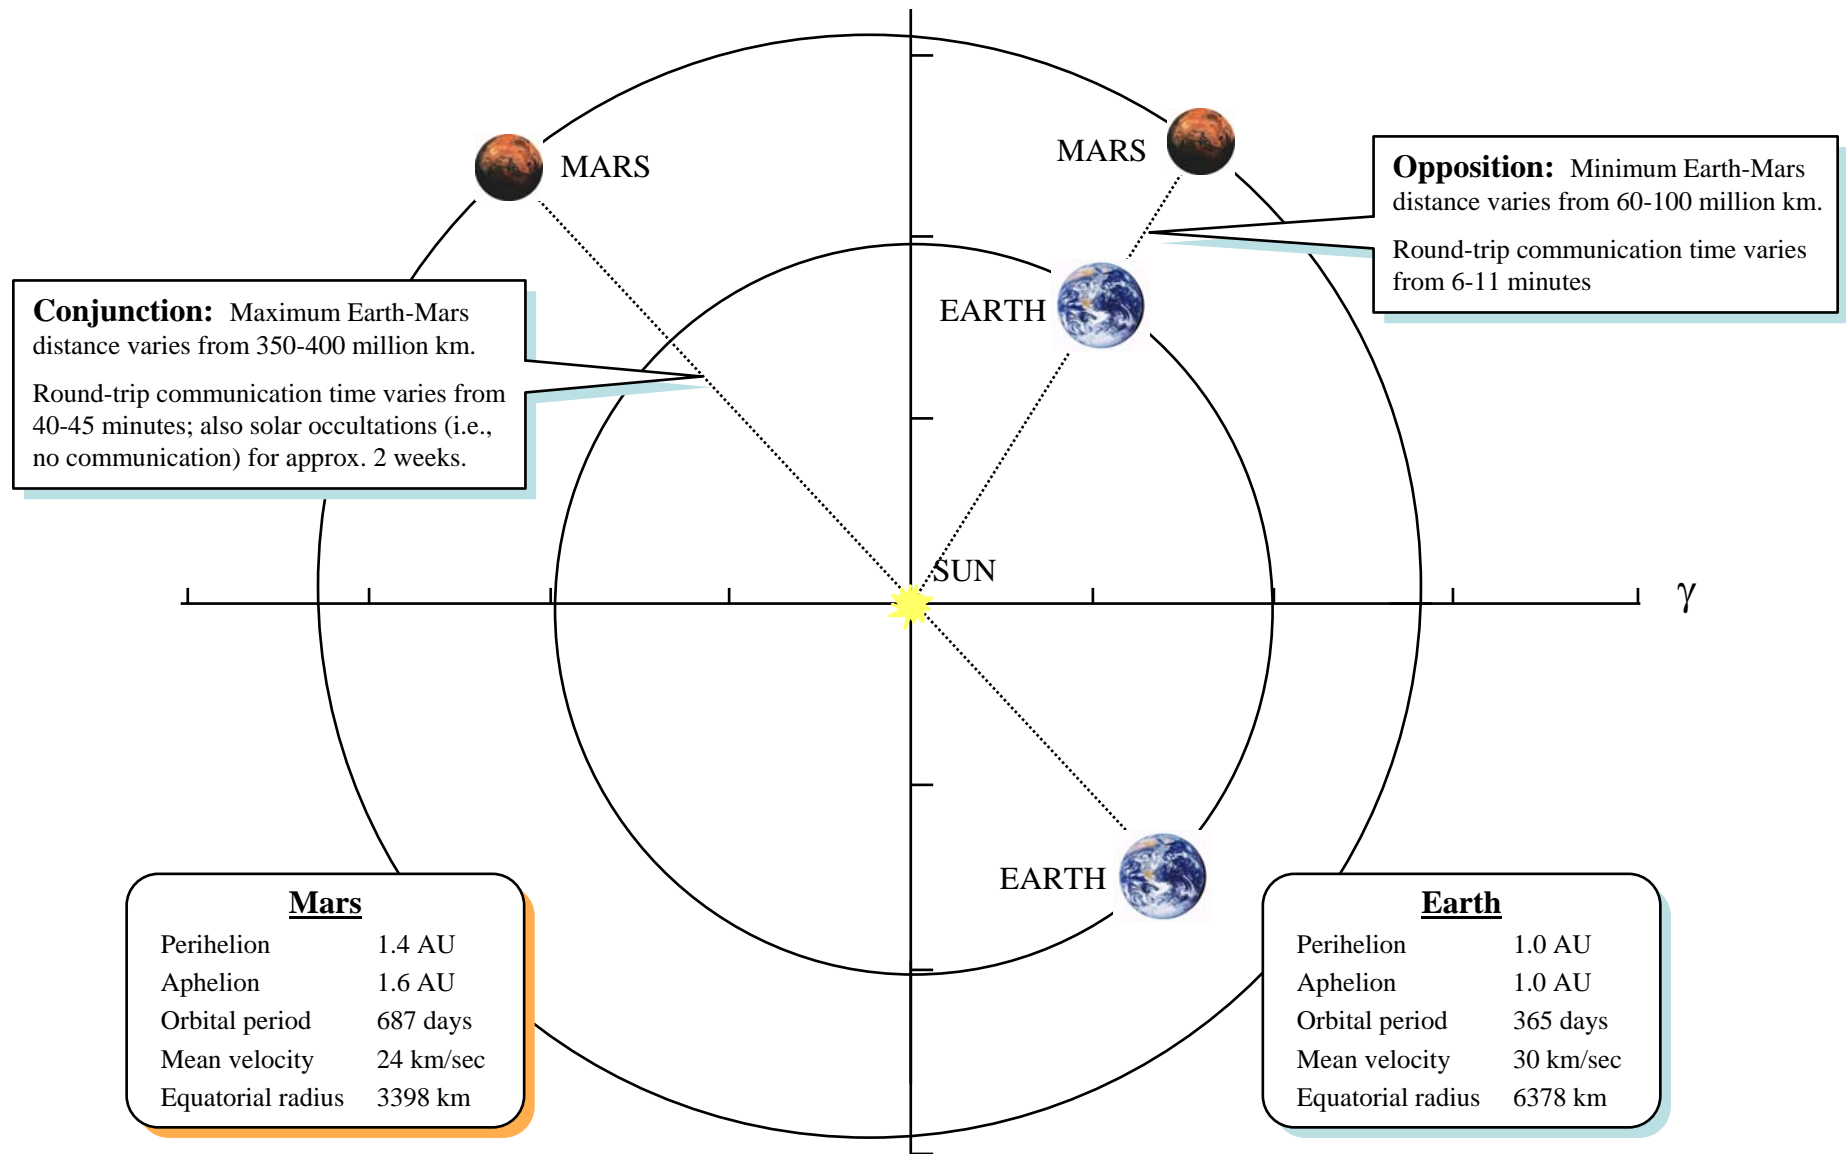 MARS
MARS
Opposition: Minimum Earth-Mars
distance varies from 60-100 million km.
Round-trip communication time varies
from 6-11 minutes
EARTH
Conjunction: Maximum Earth-Mars
distance varies from 350-400 million km.
Round-trip communication time varies from
40-45 minutes; also solar occultations (i.e.,
no communication) for approx. 2 weeks.
SUN
γ
EARTH
Mars
Perihelion 1.4 AU
Aphelion 1.6 AU
Orbital period 687 days
Mean velocity 24 km/sec
Equatorial radius 3398 km
Earth
Perihelion 1.0 AU
Aphelion 1.0 AU
Orbital period 365 days
Mean velocity 30 km/sec
Equatorial radius 6378 km